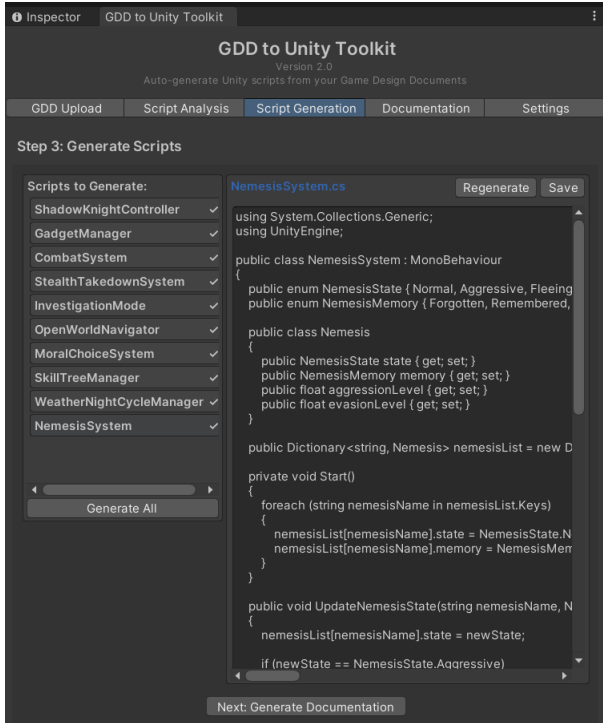 Inspector GDD to Unity Toolkit
GDD to Unity Toolkit
Version 2.0
Auto-generate Unity scripts from your Game Design Documents
GDD Upload Script Analysis Script Generation Documentation Settings
Step 3: Generate Scripts
Scripts to Generate:
ShadowKnightController
GadgetManager
CombatSystem
StealthTakedownSystem
InvestigationMode
OpenWorldNavigator
MoralChoiceSystem
SkillTreeManager
WeatherNightCycleManager
NemesisSystem
Generate All
NemesisSystem.cs Regenerate Save
using System.Collections.Generic;
using UnityEngine;
public class NemesisSystem : MonoBehaviour
{
public enum NemesisState { Normal, Aggressive, Fleeing
public enum NemesisMemory { Forgotten, Remembered,
public class Nemesis
{
public NemesisState state { get; set; }
public NemesisMemory memory { get; set; }
public float aggressionLevel { get; set; }
public float evasionLevel { get; set; }
}
public Dictionary<string, Nemesis> nemesisList = new D
private void Start()
{
foreach (string nemesisName in nemesisList.Keys)
{
nemesisList[nemesisName].state = NemesisState.N
nemesisList[nemesisName].memory = NemesisMem
}
}
public void UpdateNemesisState(string nemesisName, N
{
nemesisList[nemesisName].state = newState;
if (newState == NemesisState.Aggressive)
Next: Generate Documentation